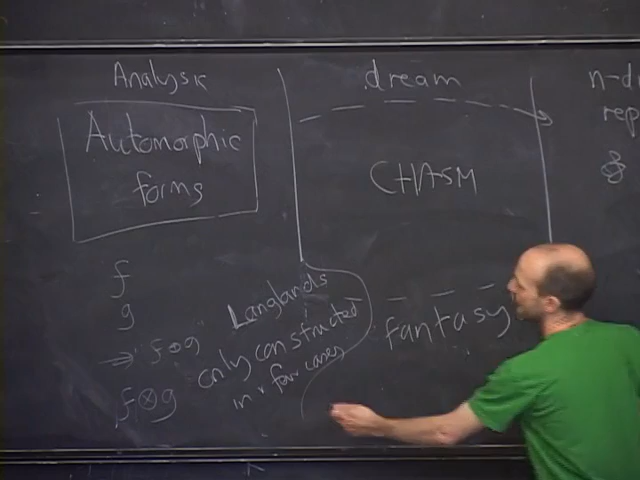 Analysis
Automorphic
forms
f
g
⇒ "f⊕g"
f⊗g
Langlands
only constructed
in few cases
dream
CHASM
fantasy
n-d
rep